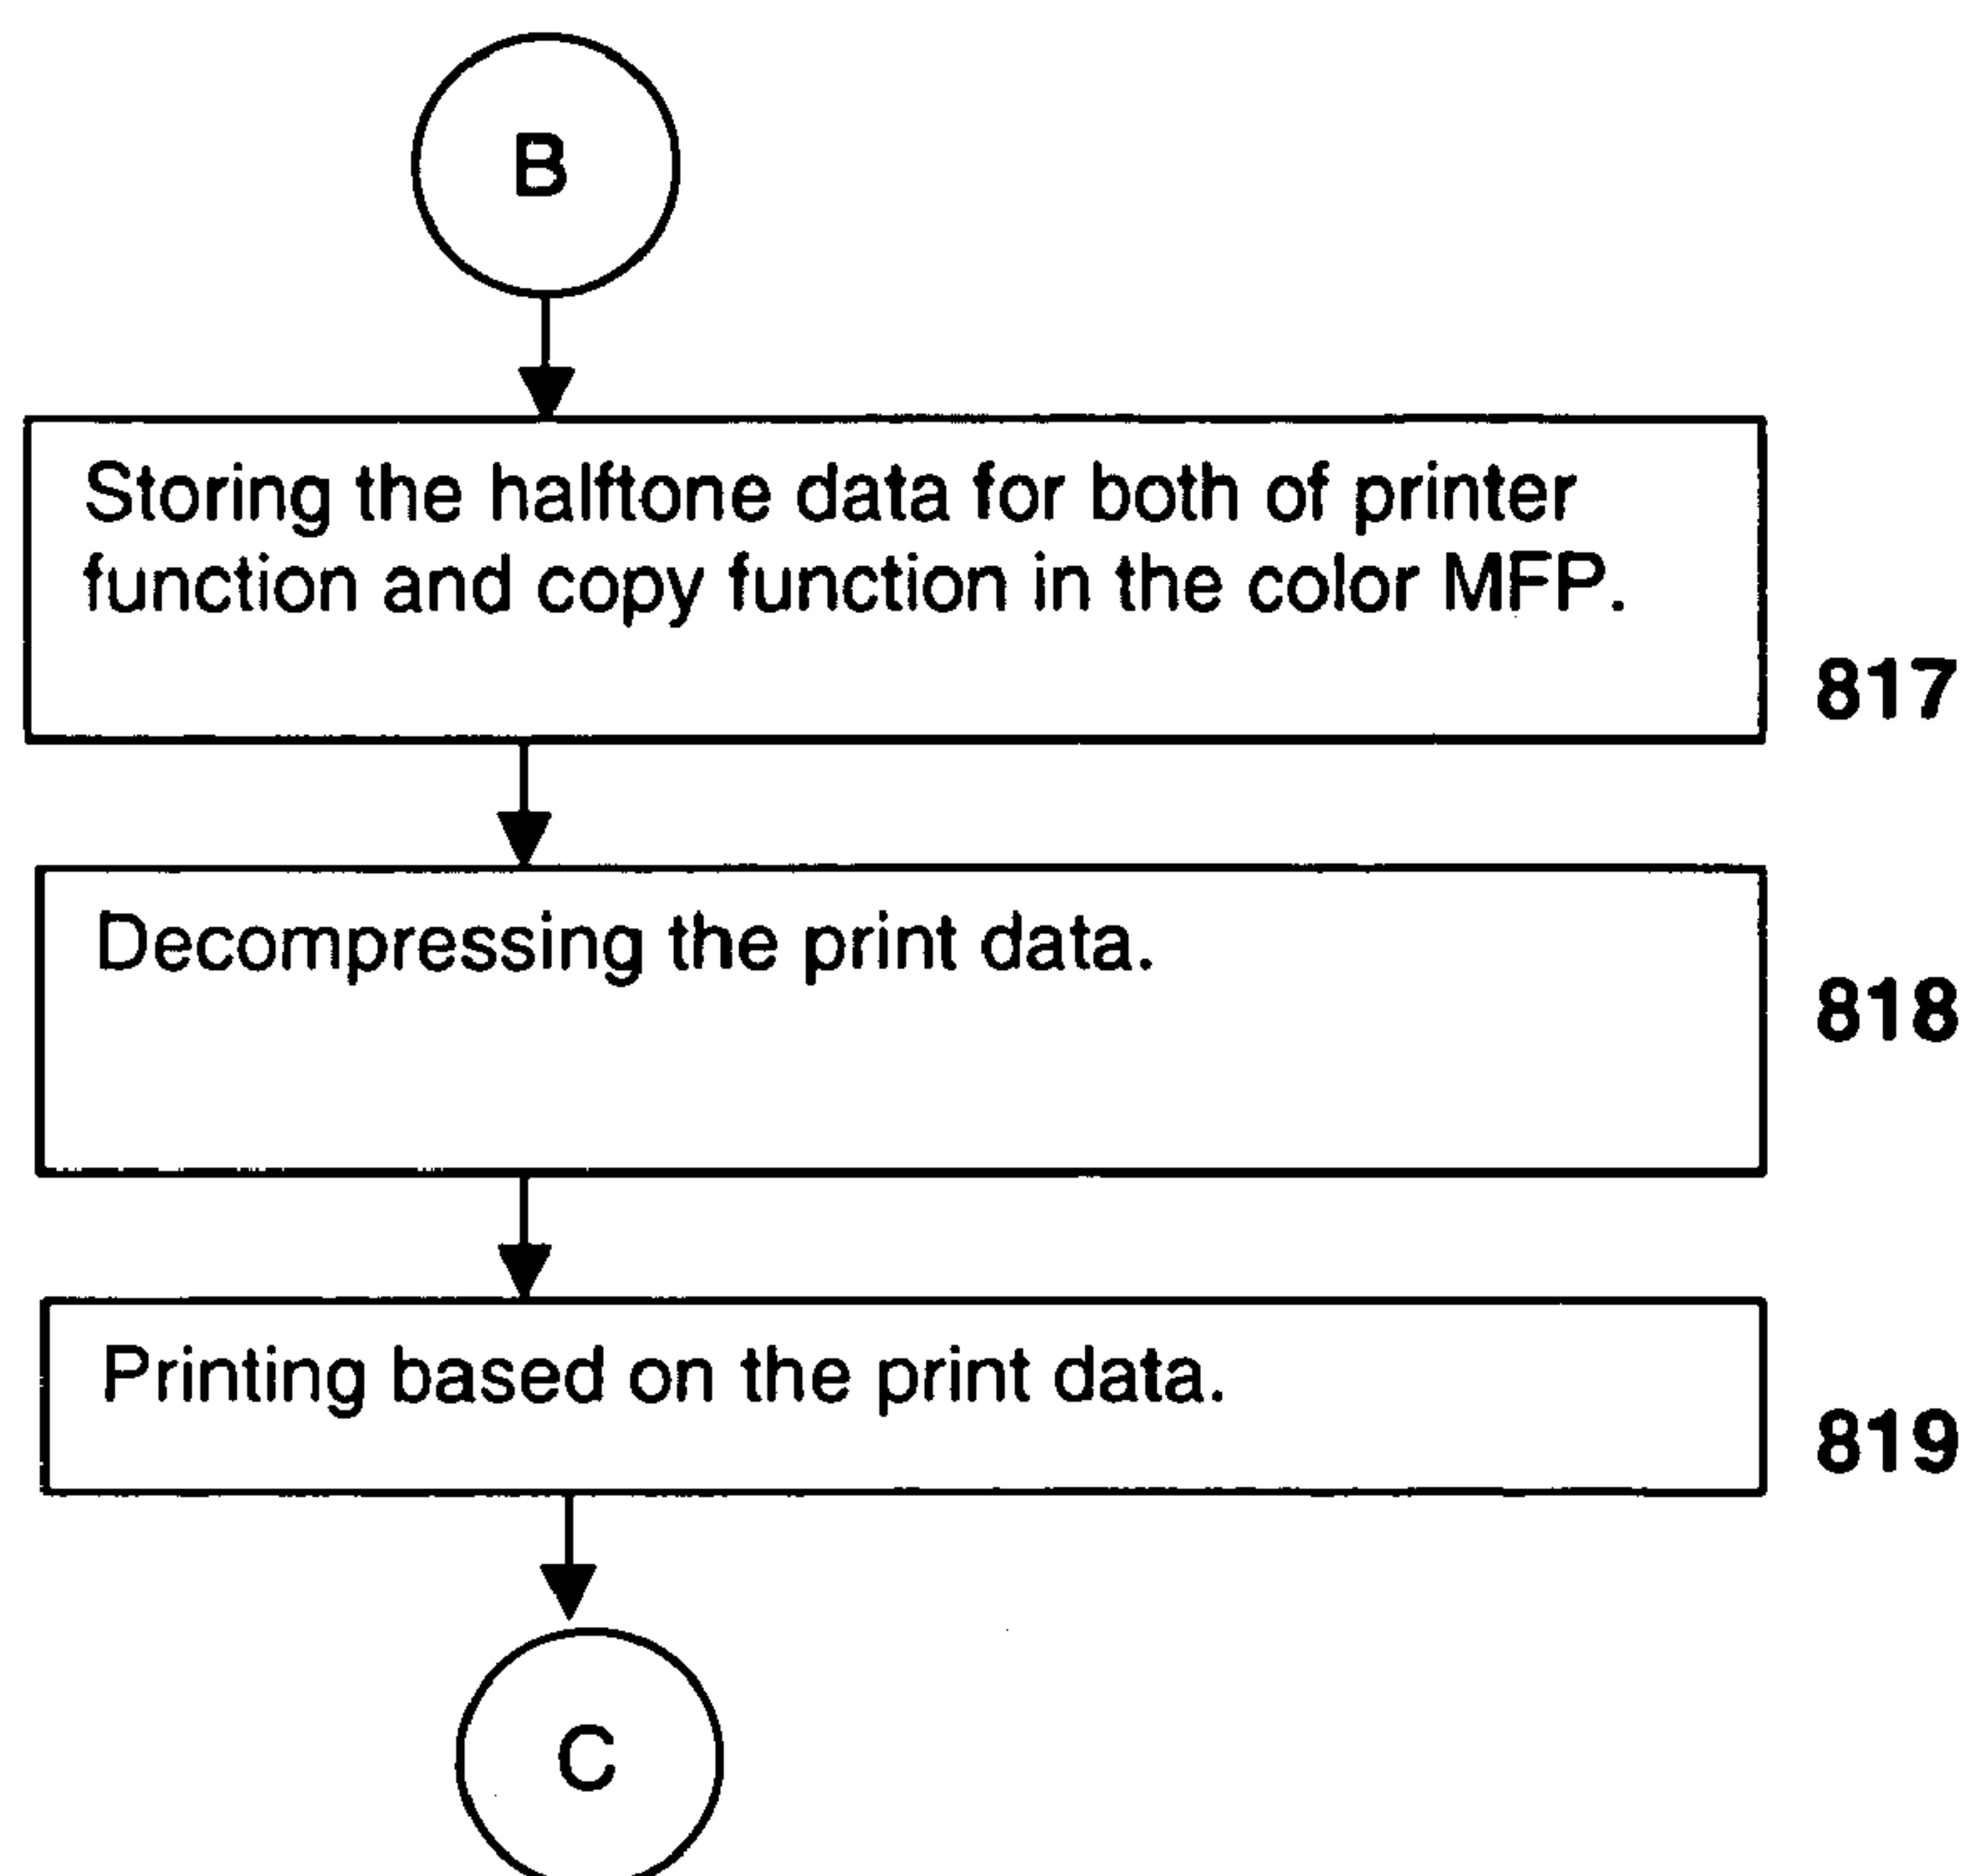 B
Storing the halftone data for both of printer
function and copy function in the color MFP.
817
Decompressing the print data.
818
Printing based on the print data.
819
C